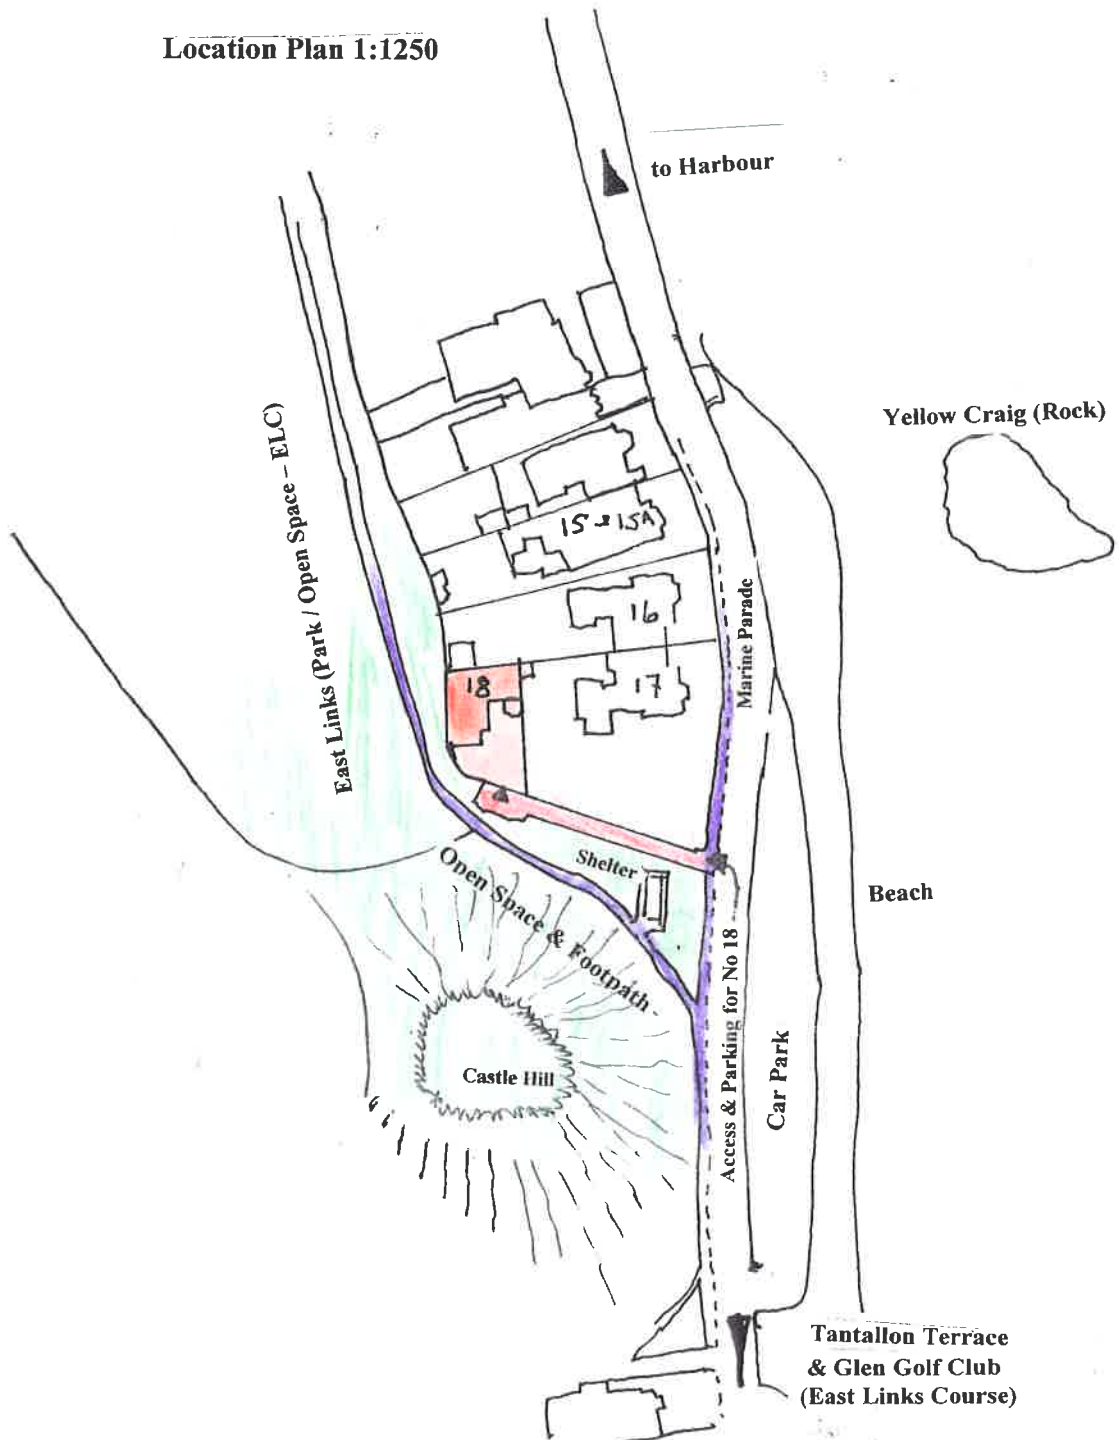 Location Plan 1:1250
to Harbour
Yellow Craig (Rock)
East Links (Park / Open Space – ELC)
15 & 15A
16
Marine Parade
17
18
Shelter
Open Space & Footpath
Beach
Access & Parking for No 18
Car Park
Castle Hill
Tantallon Terrace
& Glen Golf Club
(East Links Course)